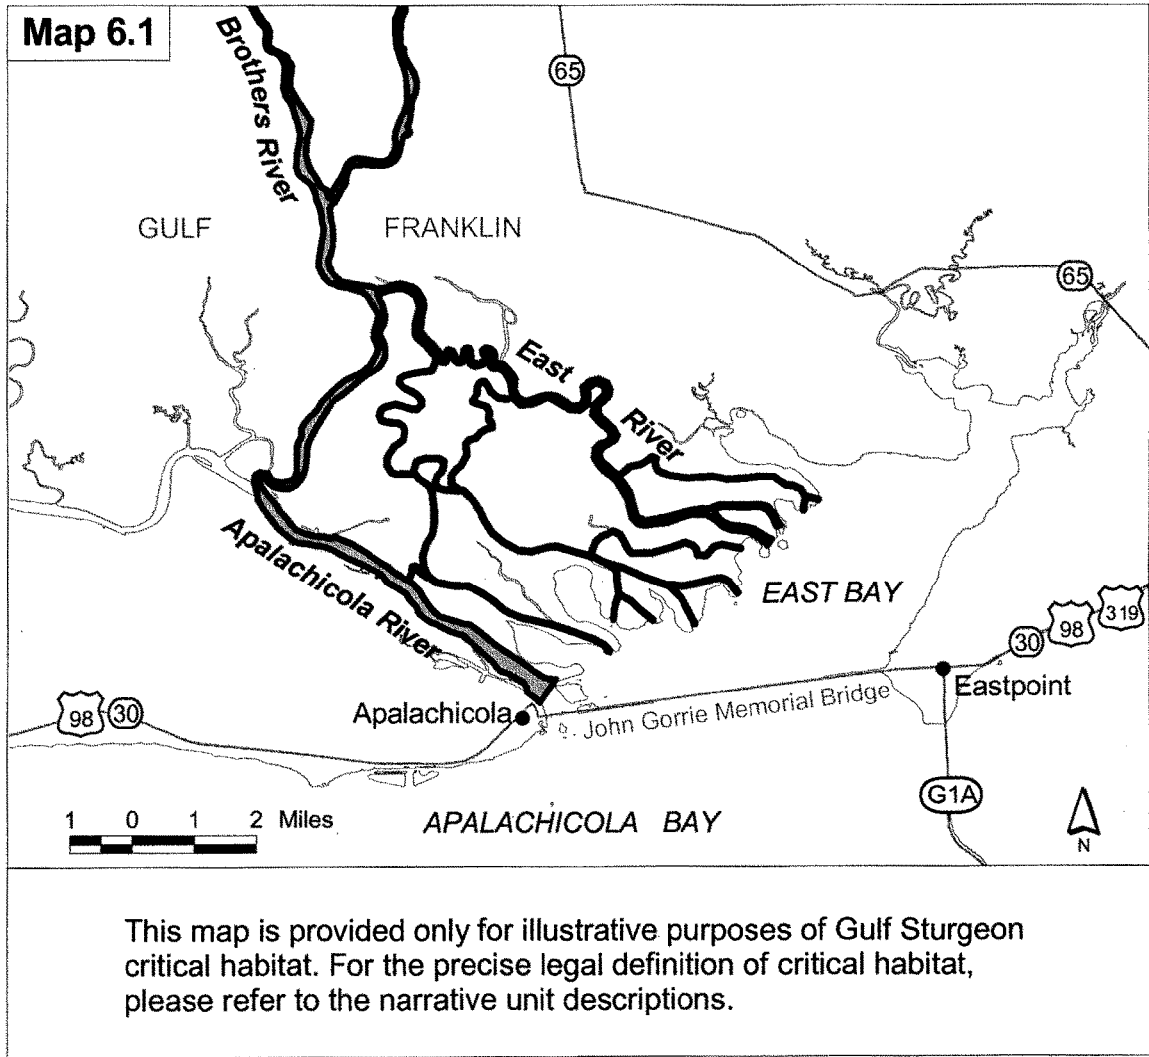 Map 6.1
Brothers River
65
GULF
FRANKLIN
65
East
River
Apalachicola River
EAST BAY
98
30
Apalachicola
John Gorrie Memorial Bridge
Eastpoint
30
98
319
G1A
1 0 1 2 Miles
APALACHICOLA BAY
N
This map is provided only for illustrative purposes of Gulf Sturgeon
critical habitat. For the precise legal definition of critical habitat,
please refer to the narrative unit descriptions.